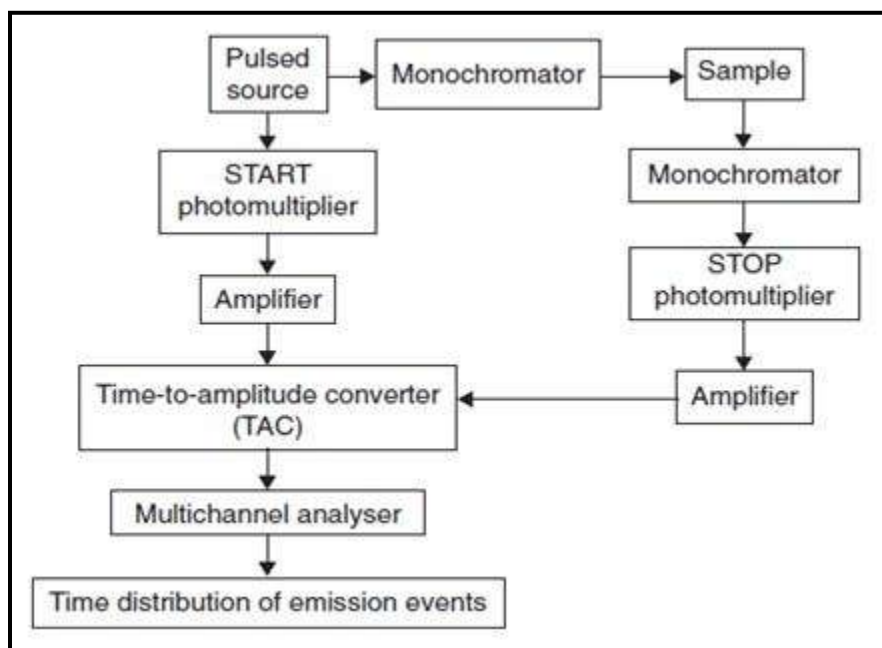 Pulsed
source
Monochromator
Sample
START
photomultiplier
Monochromator
STOP
photomultiplier
Amplifier
Time-to-amplitude converter
(TAC)
Amplifier
Multichannel analyser
Time distribution of emission events